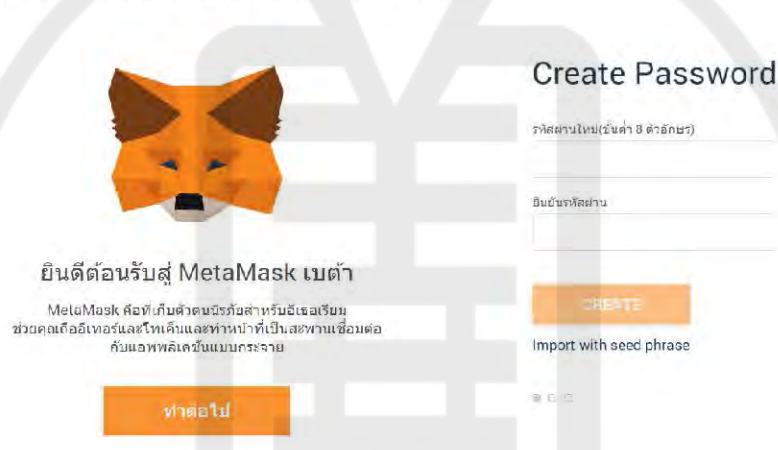 ยินดีต้อนรับสู่ MetaMask เบต้า
MetaMask คือที่เก็บตัวตนนิรภัยสำหรับอีเธอเรียม
ช่วยคุณถืออีเทอร์และโทเค็นและทำหน้าที่เป็นสะพานเชื่อมต่อ
กับแอพพลิเคชันแบบกระจาย
ทำต่อไป
Create Password
รหัสผ่านใหม่(ขั้นต่ำ 8 ตัวอักษร)
ยืนยันรหัสผ่าน
CREATE
Import with seed phrase